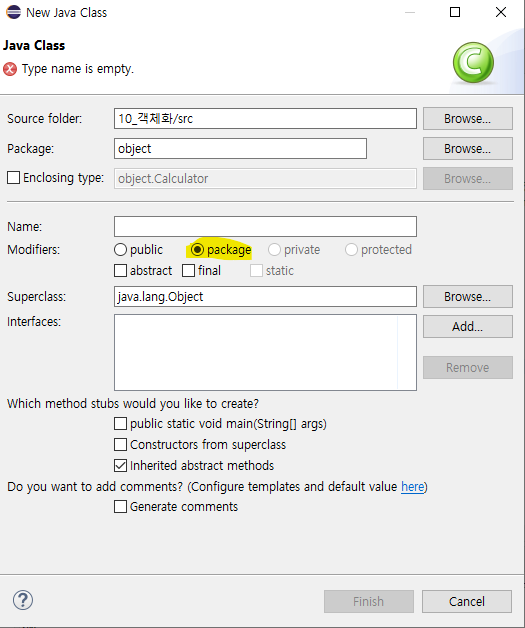 New Java Class
Java Class
Type name is empty.
Source folder: 10_객체화/src Browse...
Package: object Browse...
Enclosing type: object.Calculator Browse...
Name:
Modifiers: public package private protected
abstract final static
Superclass: java.lang.Object Browse...
Interfaces: Add...
Remove
Which method stubs would you like to create?
public static void main(String[] args)
Constructors from superclass
Inherited abstract methods
Do you want to add comments? (Configure templates and default value here)
Generate comments
? Finish Cancel